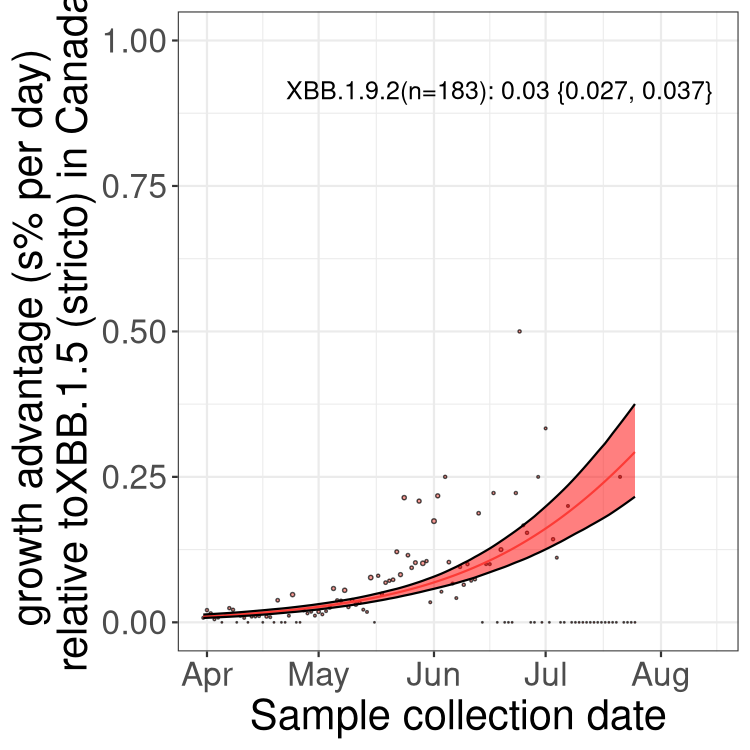 growth advantage (s% per day)
relative toXBB.1.5 (stricto) in Canada
1.00
0.75
0.50
0.25
0.00
XBB.1.9.2(n=183): 0.03 {0.027, 0.037}
Apr May Jun Jul Aug
Sample collection date